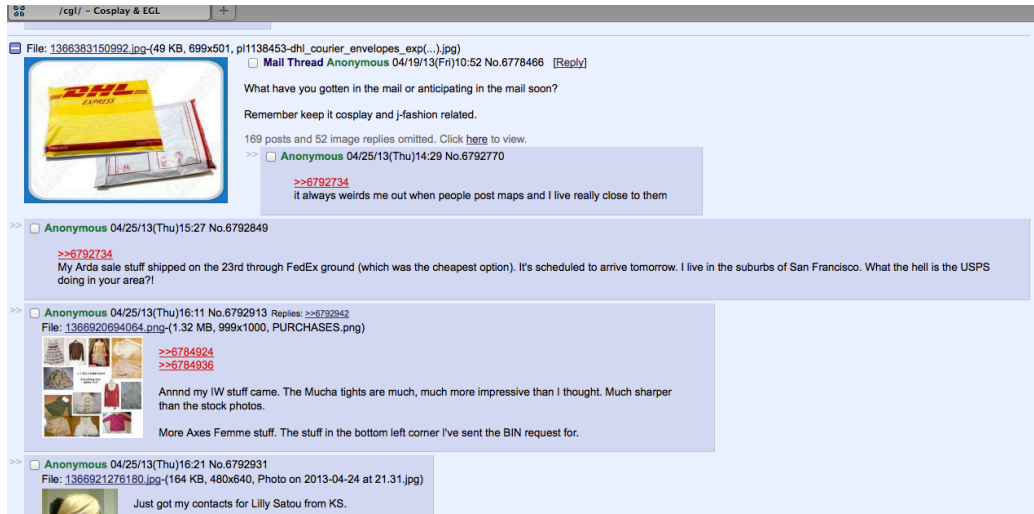 /cgl/ – Cosplay & EGL
File: 1366383150992.jpg-(49 KB, 699x501, pl1138453-dhl_courier_envelopes_exp(...).jpg)
DHL
EXPRESS
Mail Thread Anonymous 04/19/13(Fri)10:52 No.6778466 [Reply]
What have you gotten in the mail or anticipating in the mail soon?
Remember keep it cosplay and j-fashion related.
169 posts and 52 image replies omitted. Click here to view.
>> Anonymous 04/25/13(Thu)14:29 No.6792770
>>6792734
it always weirds me out when people post maps and I live really close to them
>> Anonymous 04/25/13(Thu)15:27 No.6792849
>>6792734
My Arda sale stuff shipped on the 23rd through FedEx ground (which was the cheapest option). It's scheduled to arrive tomorrow. I live in the suburbs of San Francisco. What the hell is the USPS
doing in your area?!
>> Anonymous 04/25/13(Thu)16:11 No.6792913 Replies: >>6792942
File: 1366920694064.png-(1.32 MB, 999x1000, PURCHASES.png)
>>6784924
>>6784936
Annnd my IW stuff came. The Mucha tights are much, much more impressive than I thought. Much sharper
than the stock photos.
More Axes Femme stuff. The stuff in the bottom left corner I've sent the BIN request for.
>> Anonymous 04/25/13(Thu)16:21 No.6792931
File: 1366921276180.jpg-(164 KB, 480x640, Photo on 2013-04-24 at 21.31.jpg)
Just got my contacts for Lilly Satou from KS.